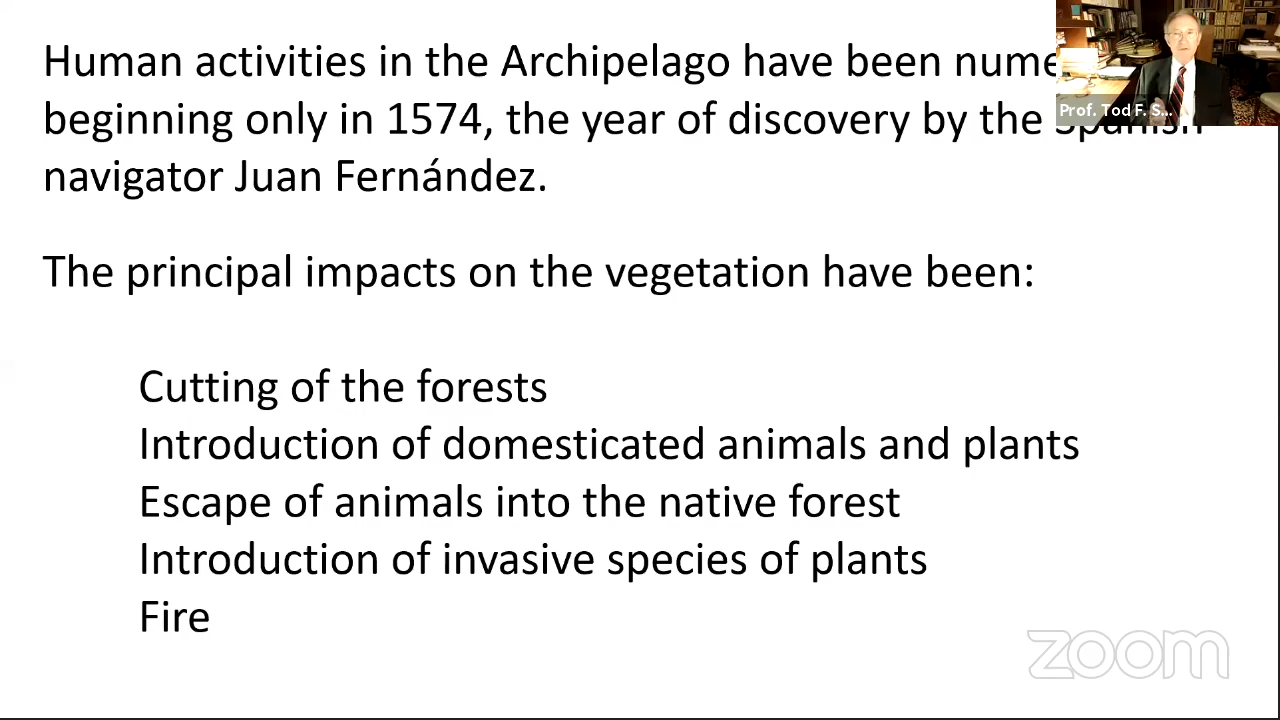 Human activities in the Archipelago have been
beginning only in 1574, the year of discovery by the Spanish
navigator Juan Fernández.
The principal impacts on the vegetation have been:
Cutting of the forests
Introduction of domesticated animals and plants
Escape of animals into the native forest
Introduction of invasive species of plants
Fire
Prof. Tod F. S...
zoom